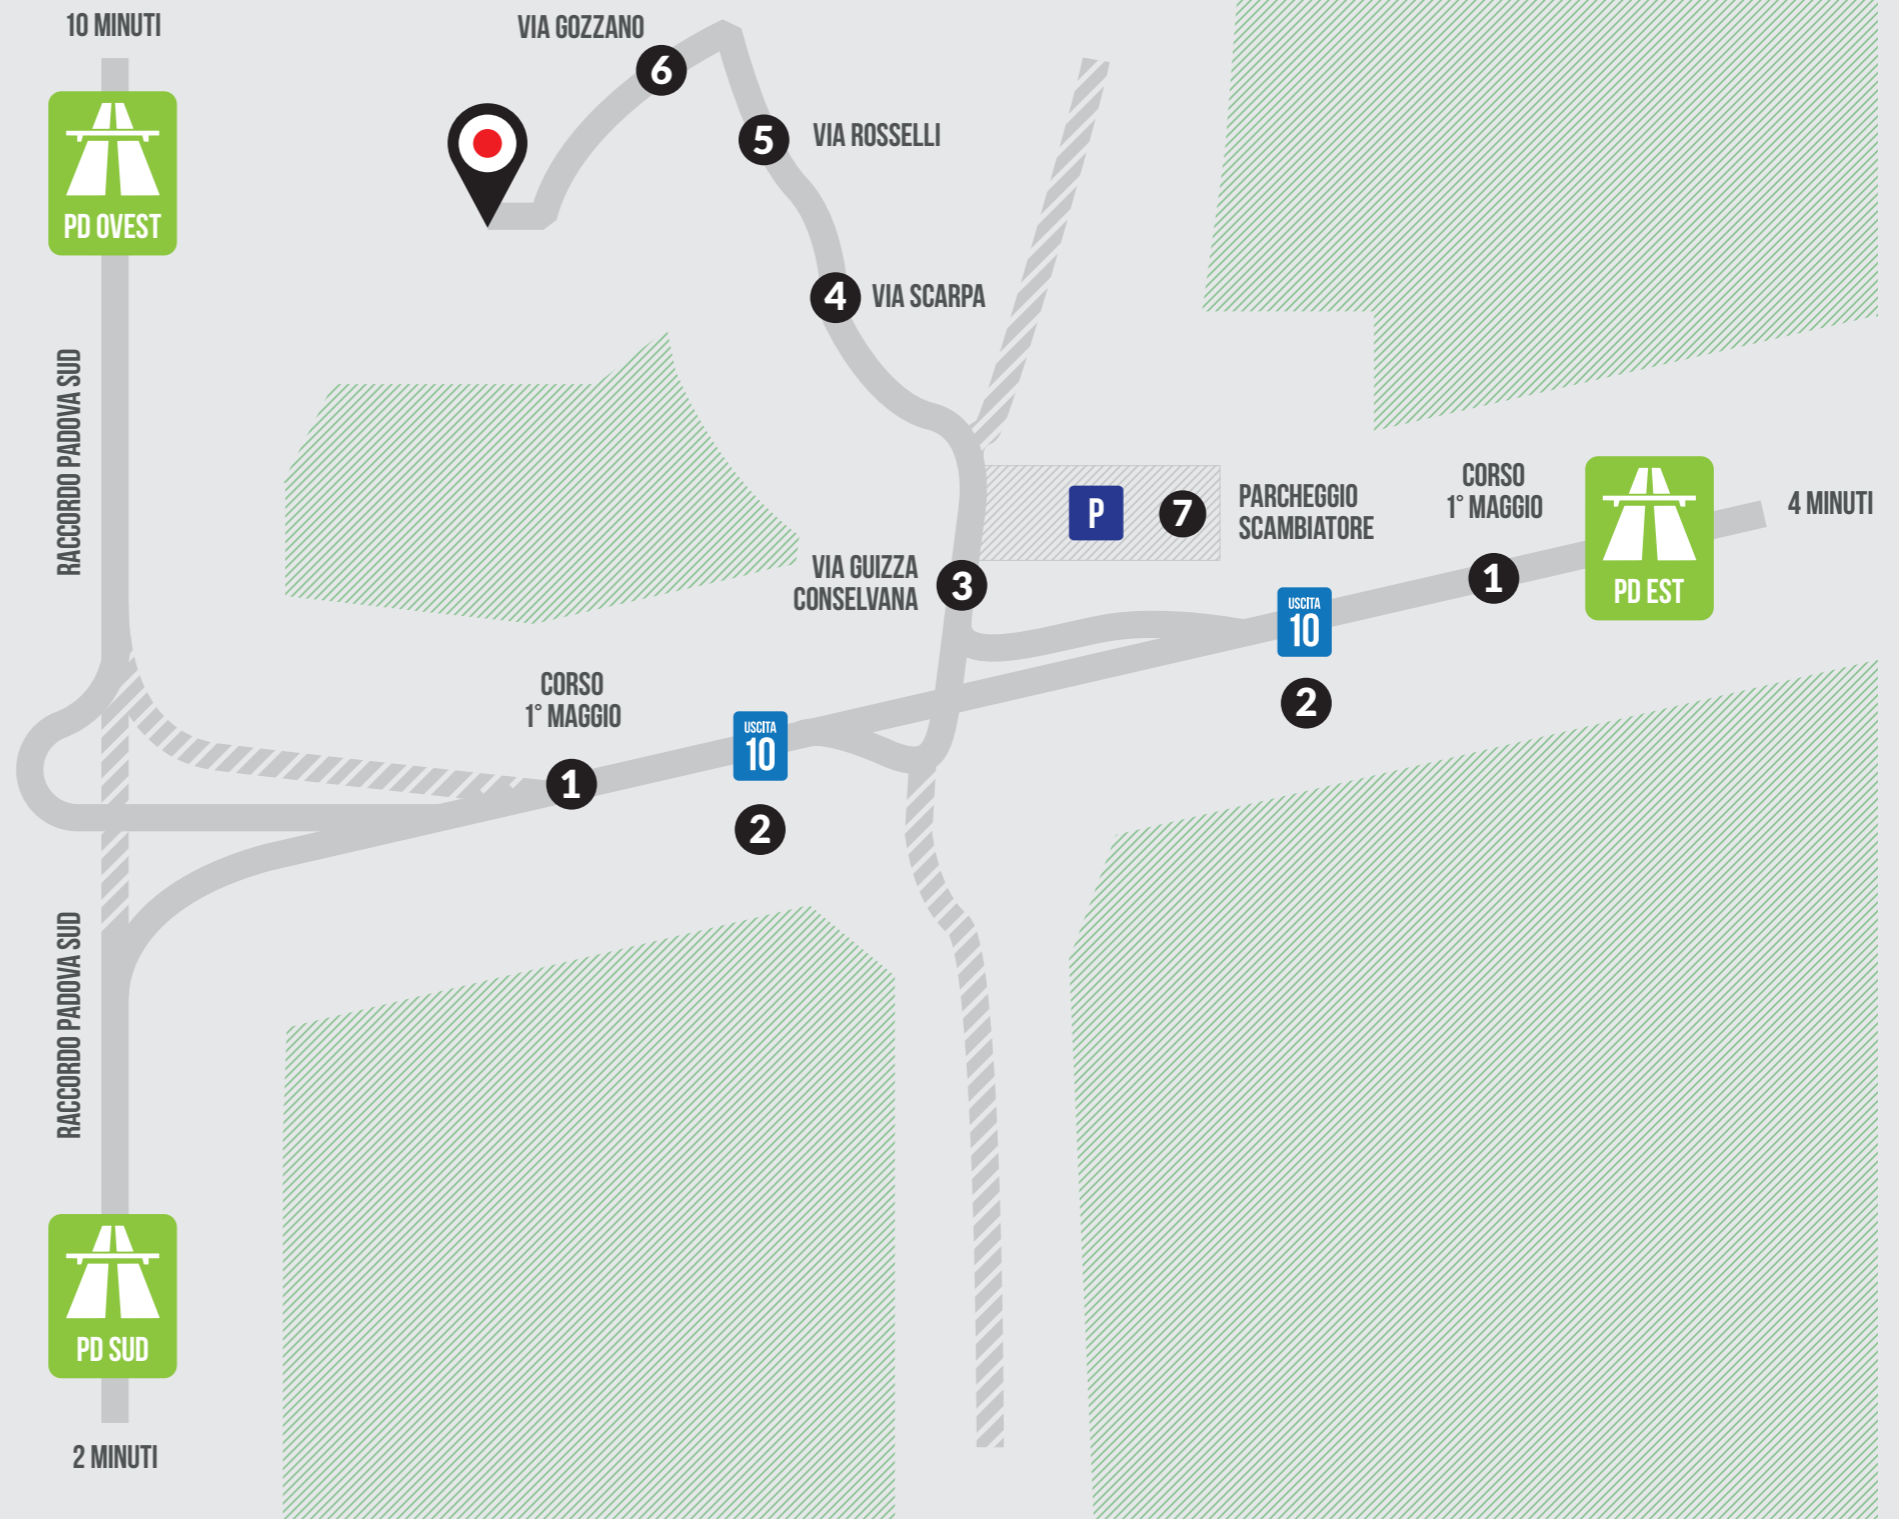 10 MINUTI
VIA GOZZANO
6
5
VIA ROSSELLI
PD OVEST
4
VIA SCARPA
RACCORDO PADOVA SUD
P
7
PARCHEGGIO
SCAMBIATORE
CORSO
1° MAGGIO
4 MINUTI
VIA GUIZZA
CONSELVANA
3
1
PD EST
USCITA
10
2
CORSO
1° MAGGIO
1
USCITA
10
2
RACCORDO PADOVA SUD
PD SUD
2 MINUTI